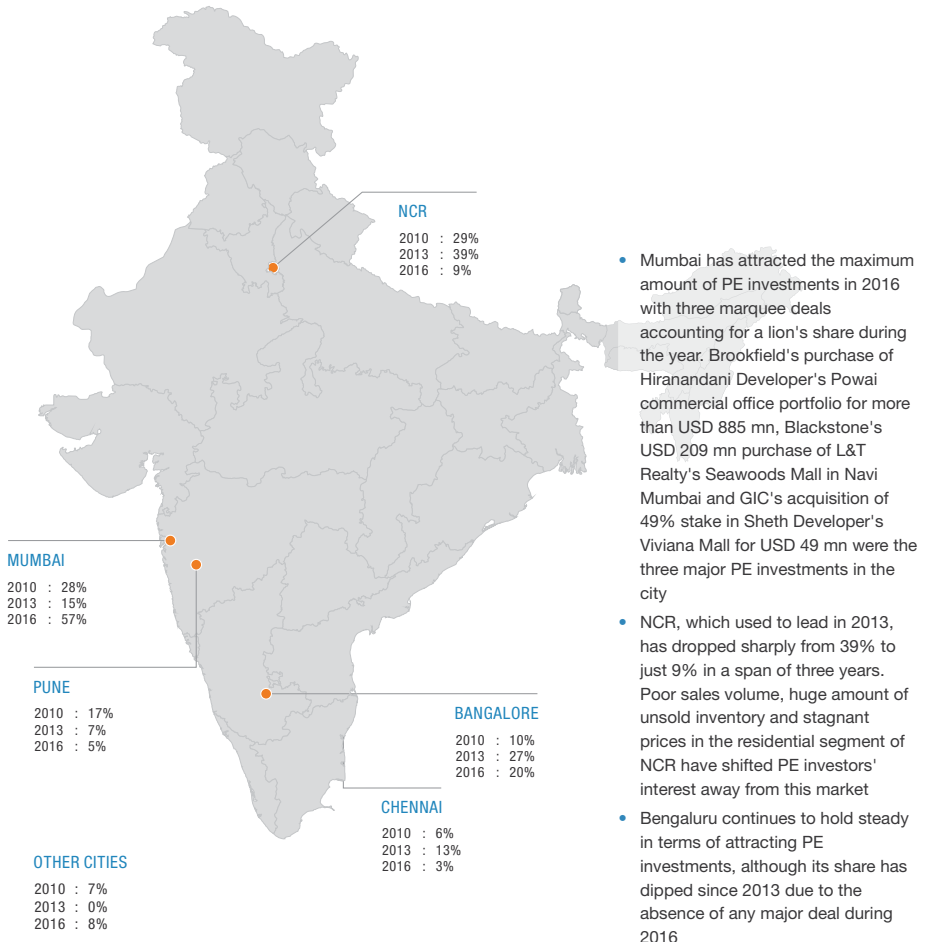 NCR
2010 : 29%
2013 : 39%
2016 : 9%
MUMBAI
2010 : 28%
2013 : 15%
2016 : 57%
PUNE
2010 : 17%
2013 : 7%
2016 : 5%
BANGALORE
2010 : 10%
2013 : 27%
2016 : 20%
CHENNAI
2010 : 6%
2013 : 13%
2016 : 3%
OTHER CITIES
2010 : 7%
2013 : 0%
2016 : 8%
• Mumbai has attracted the maximum
amount of PE investments in 2016
with three marquee deals
accounting for a lion's share during
the year. Brookfield's purchase of
Hiranandani Developer's Powai
commercial office portfolio for more
than USD 885 mn, Blackstone's
USD 209 mn purchase of L&T
Realty's Seawoods Mall in Navi
Mumbai and GIC's acquisition of
49% stake in Sheth Developer's
Viviana Mall for USD 49 mn were the
three major PE investments in the
city
• NCR, which used to lead in 2013,
has dropped sharply from 39% to
just 9% in a span of three years.
Poor sales volume, huge amount of
unsold inventory and stagnant
prices in the residential segment of
NCR have shifted PE investors'
interest away from this market
• Bengaluru continues to hold steady
in terms of attracting PE
investments, although its share has
dipped since 2013 due to the
absence of any major deal during
2016